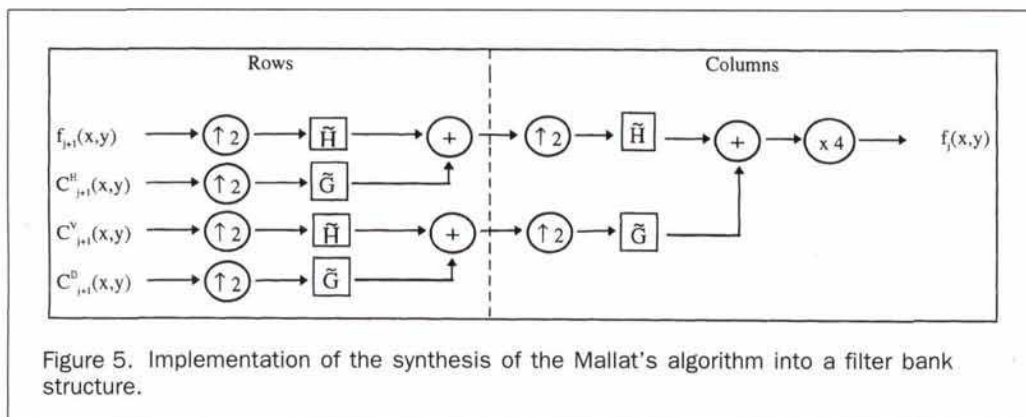 Rows Columns
f_{j+1}(x,y) ↑2 H̃ + ↑2 H̃ + x 4 f_j(x,y)
C^H_{j+1}(x,y) ↑2 G̃
C^V_{j+1}(x,y) ↑2 H̃ + ↑2 G̃
C^D_{j+1}(x,y) ↑2 G̃
Figure 5. Implementation of the synthesis of the Mallat's algorithm into a filter bank
structure.